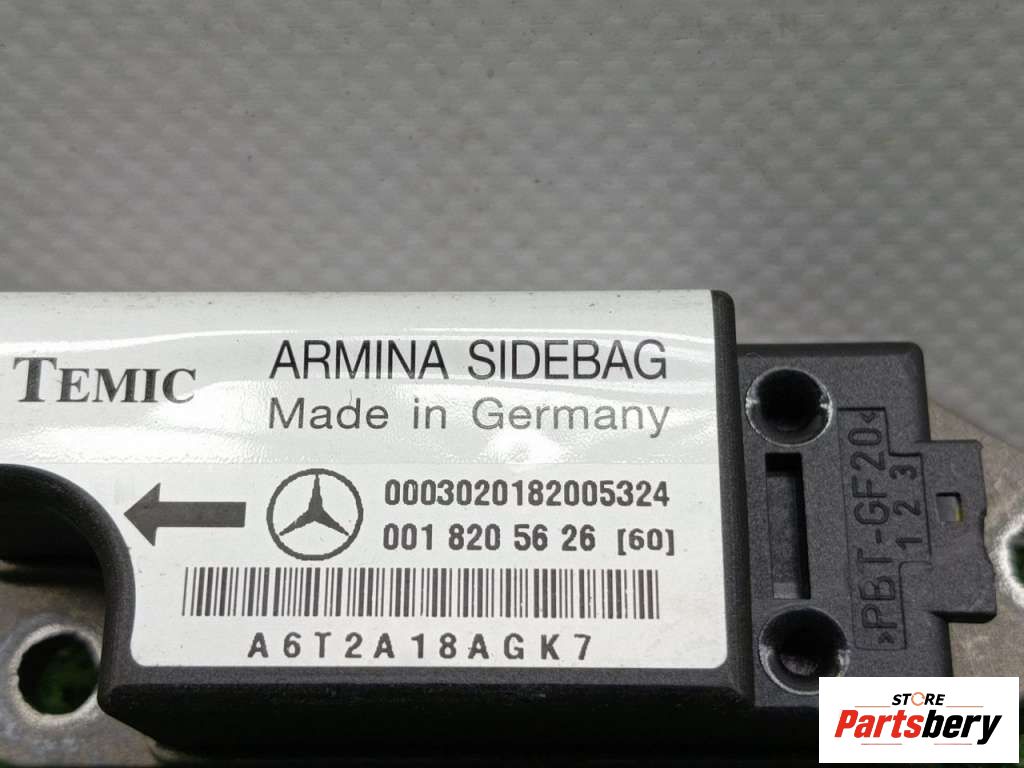 TEMIC
ARMINA SIDEBAG
Made in Germany
0003020182005324
001 820 56 26 [60]
A6T2A18AGK7
>PBT-GF20<
1 2 3
STORE
Partsbery